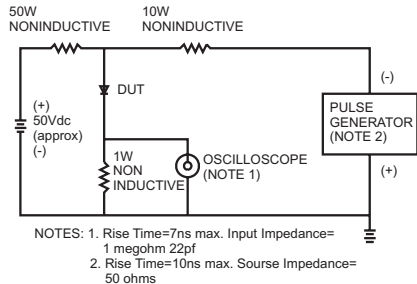 50W
NONINDUCTIVE
10W
NONINDUCTIVE
(+)
50Vdc
(approx)
(-)
DUT
1W
NON
INDUCTIVE
OSCILLOSCOPE
(NOTE 1)
(-)
PULSE
GENERATOR
(NOTE 2)
(+)
NOTES: 1. Rise Time=7ns max. Input Impedance=
1 megohm 22pf
2. Rise Time=10ns max. Sourse Impedance=
50 ohms